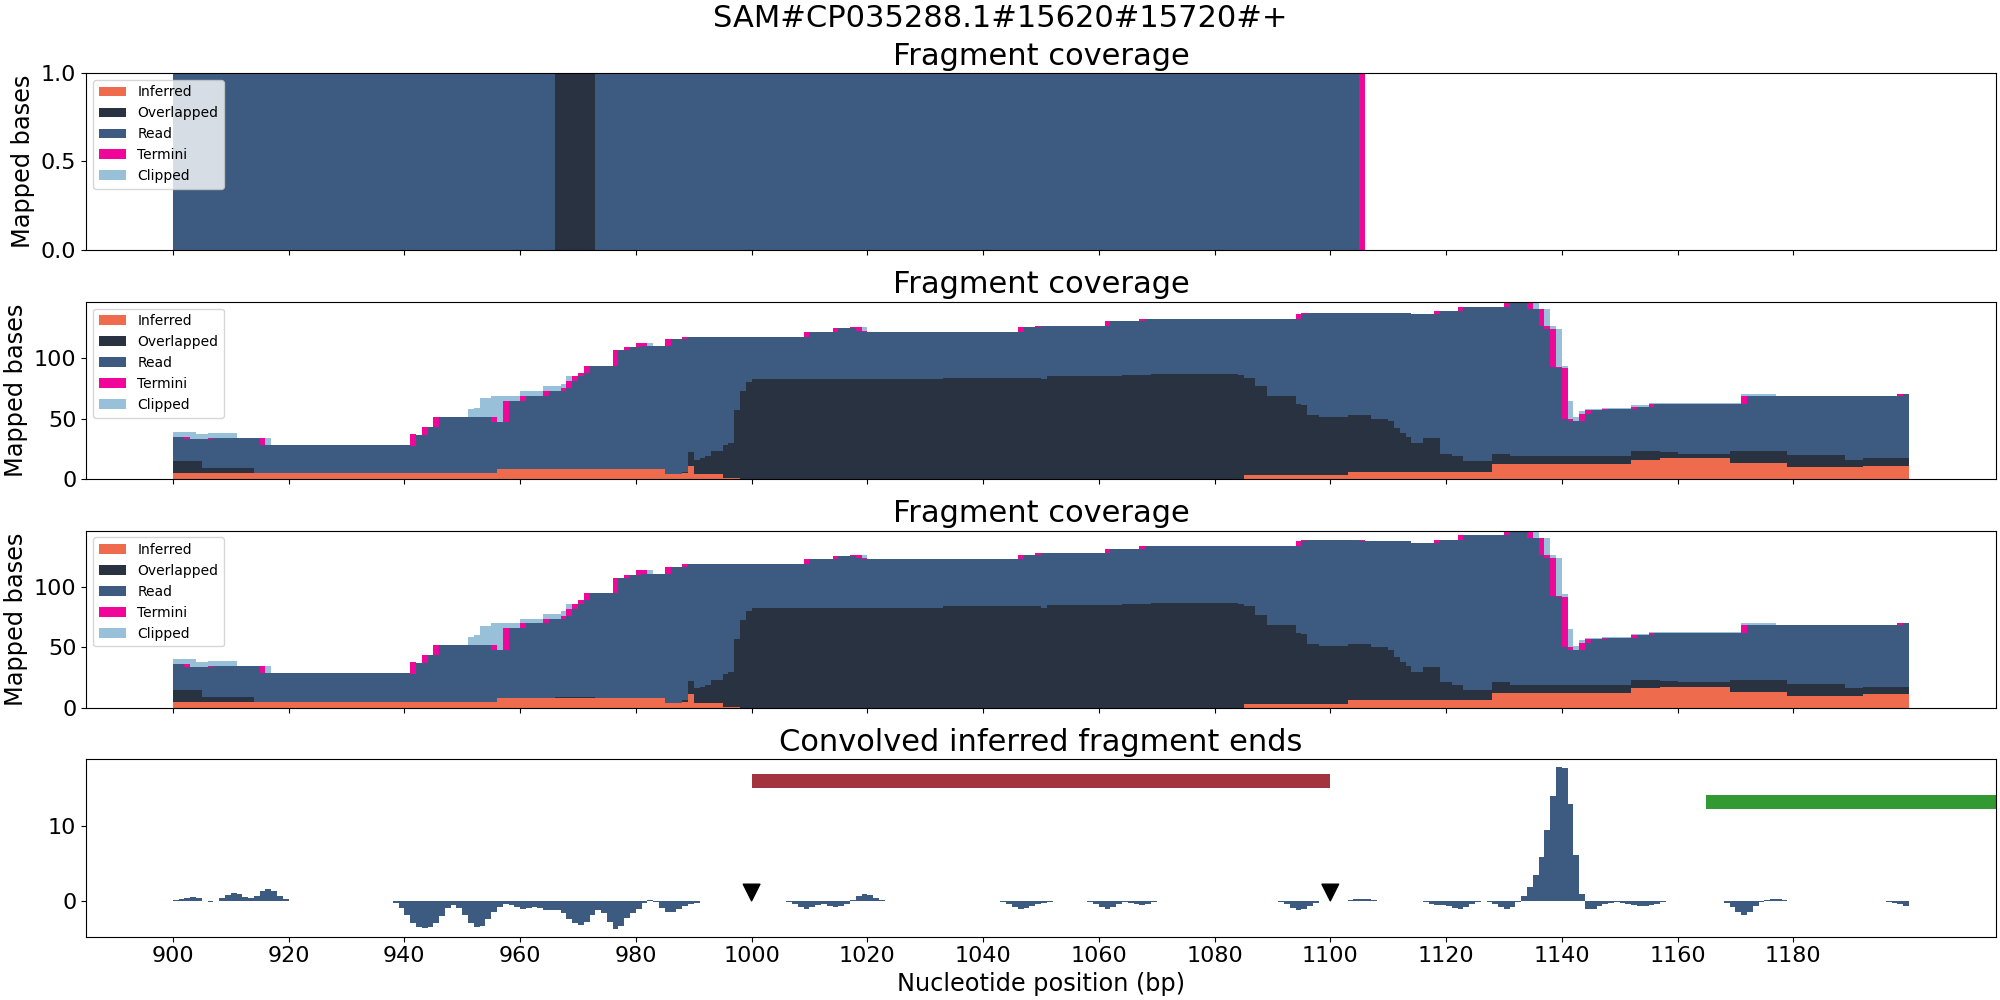 SAM#CP035288.1#15620#15720#+
Fragment coverage
Mapped bases
1.0
0.5
0.0
Inferred
Overlapped
Read
Termini
Clipped
Fragment coverage
Mapped bases
100
50
0
Inferred
Overlapped
Read
Termini
Clipped
Fragment coverage
Mapped bases
100
50
0
Inferred
Overlapped
Read
Termini
Clipped
Convolved inferred fragment ends
10
0
900 920 940 960 980 1000 1020 1040 1060 1080 1100 1120 1140 1160 1180
Nucleotide position (bp)